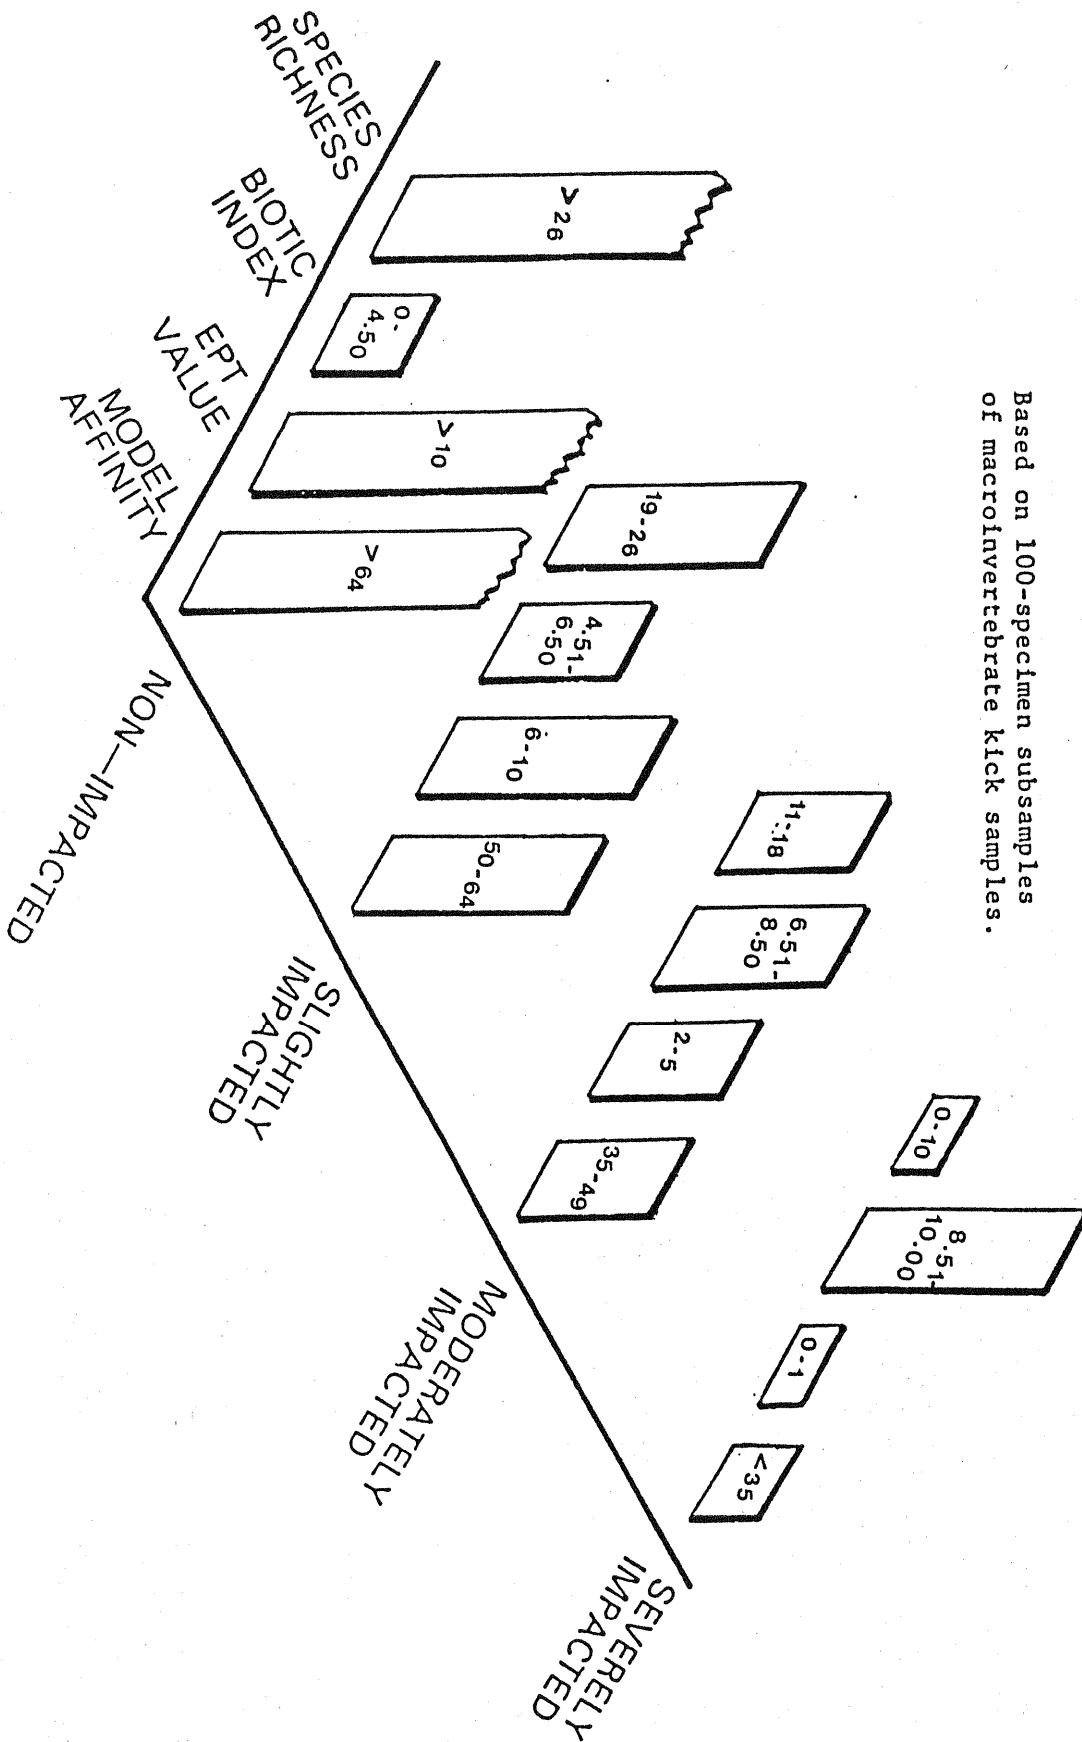 Based on 100-specimen subsamples
of macroinvertebrate kick samples.
SPECIES
RICHNESS
>26
19-26
11-18
0-10
BIOTIC
INDEX
0-
4.50
4.51-
6.50
6.51-
8.50
8.51-
10.00
EPT
VALUE
>10
6-10
2-5
0-1
MODEL
AFFINITY
>64
50-64
35-49
<35
NON-IMPACTED
SLIGHTLY
IMPACTED
MODERATELY
IMPACTED
SEVERELY
IMPACTED